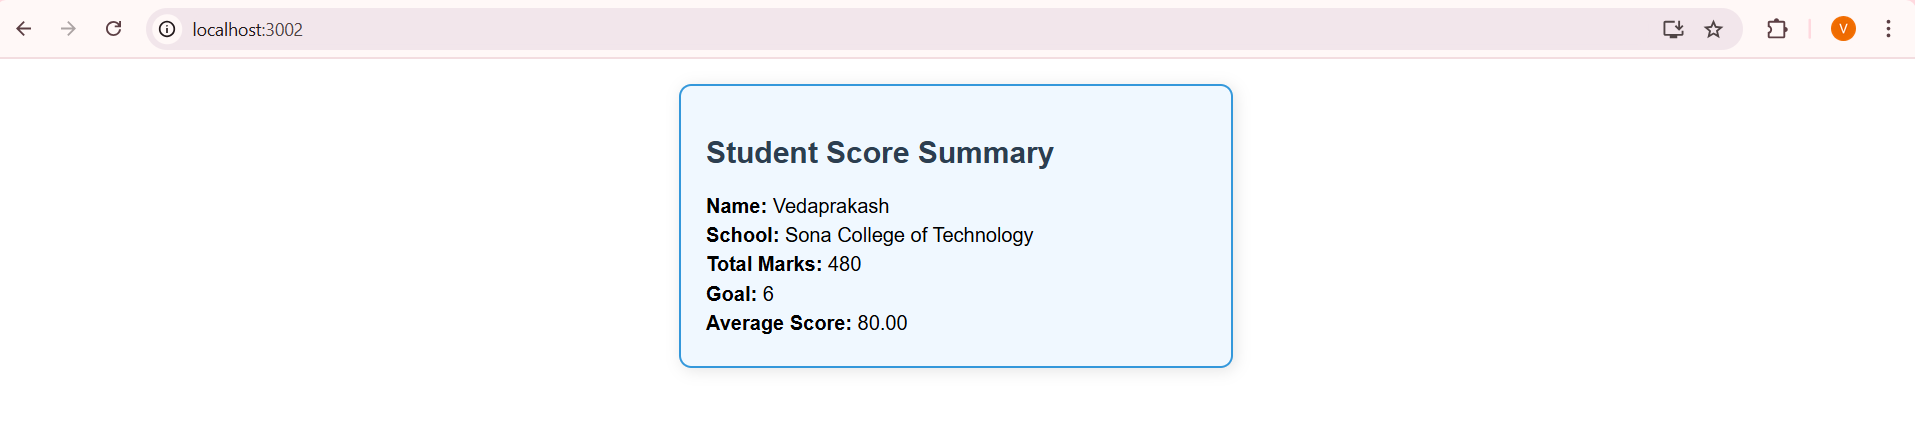 localhost:3002
V
Student Score Summary
Name: Vedaprakash
School: Sona College of Technology
Total Marks: 480
Goal: 6
Average Score: 80.00